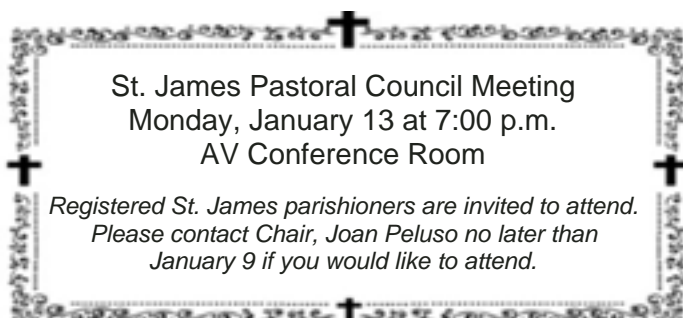 St. James Pastoral Council Meeting
Monday, January 13 at 7:00 p.m.
AV Conference Room
Registered St. James parishioners are invited to attend.
Please contact Chair, Joan Peluso no later than
January 9 if you would like to attend.